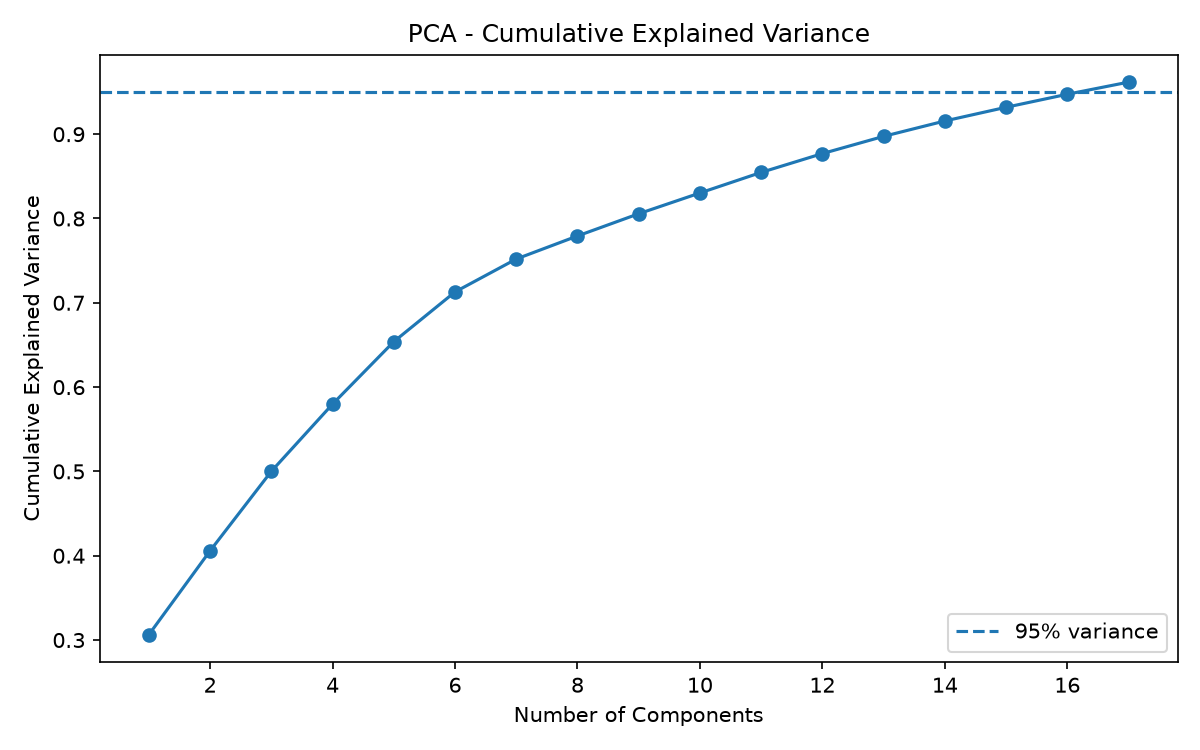 PCA - Cumulative Explained Variance
Cumulative Explained Variance
0.9
0.8
0.7
0.6
0.5
0.4
0.3
95% variance
2 4 6 8 10 12 14 16
Number of Components